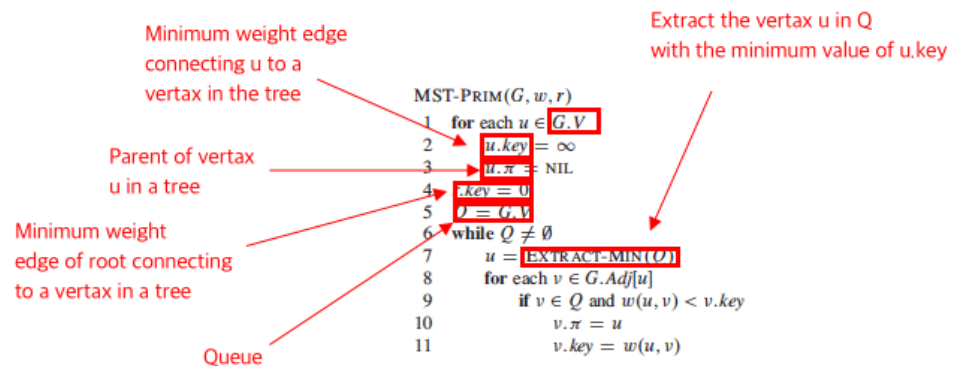 Minimum weight edge
connecting u to a
vertax in the tree
Extract the vertax u in Q
with the minimum value of u.key
Parent of vertax
u in a tree
Minimum weight
edge of root connecting
to a vertax in a tree
Queue
MST-PRIM(G, w, r)
1 for each u ∈ G.V
2 u.key = ∞
3 u.π = NIL
4 r.key = 0
5 Q = G.V
6 while Q ≠ ∅
7 u = EXTRACT-MIN(Q)
8 for each v ∈ G.Adj[u]
9 if v ∈ Q and w(u, v) < v.key
10 v.π = u
11 v.key = w(u, v)